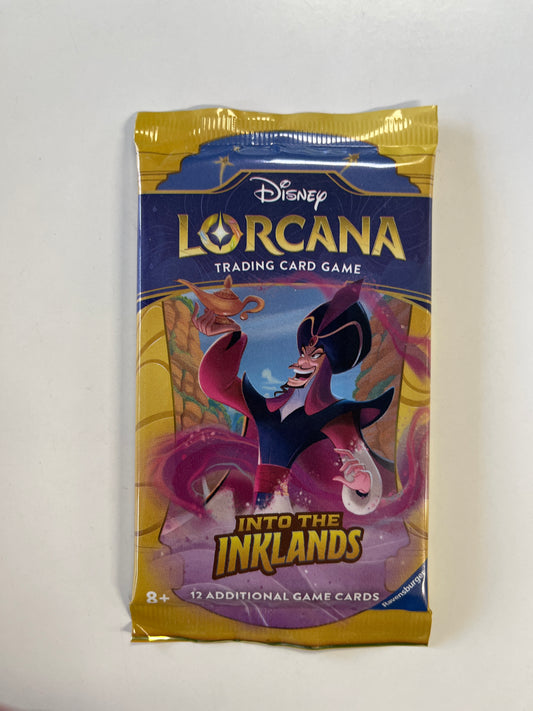 Disney
LORCANA
TRADING CARD GAME
INTO THE
INKLANDS
8+
12 ADDITIONAL GAME CARDS
Ravensburger